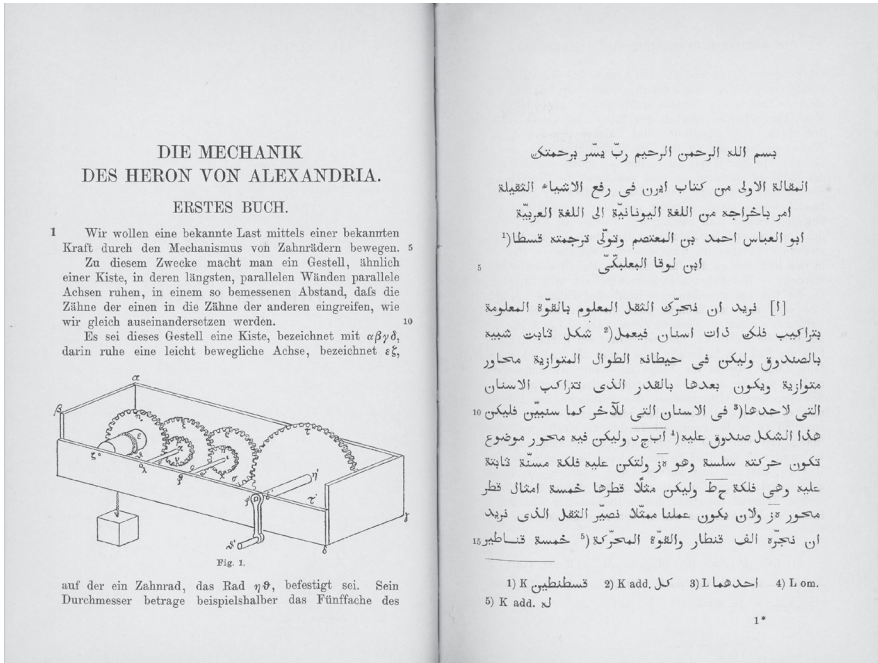 DIE MECHANIK
DES HERON VON ALEXANDRIA.
ERSTES BUCH.
1 Wir wollen eine bekannte Last mittels einer bekannten
Kraft durch den Mechanismus von Zahnrädern bewegen. 5
Zu diesem Zwecke macht man ein Gestell, ähnlich
einer Kiste, in deren längsten, parallelen Wänden parallele
Achsen ruhen, in einem so bemessenen Abstand, daſs die
Zähne der einen in die Zähne der anderen eingreifen, wie
wir gleich auseinandersetzen werden. 10
Es sei dieses Gestell eine Kiste, bezeichnet mit αβγδ,
darin ruhe eine leicht bewegliche Achse, bezeichnet εζ,
Fig. 1.
auf der ein Zahnrad, das Rad ηϑ, befestigt sei. Sein
Durchmesser betrage beispielshalber das Fünffache des
بسم الله الرحمن الرحيم ربّ يسّر برحمتك
المقالة الاولى من كتاب ايرن فى رفع الاشياء الثقيلة
امر باخراجه من اللغة اليونانيّة الى اللغة العربيّة
ابو العباس احمد بن المعتصم وتولّى ترجمته قسطا(1
ابن لوقا البعلبكّىّ 5
[ا] نريد ان نحرّك الثقل المعلوم بالقوّة المعلومة
بتراكيب فلك ذات اسنان فيعمل(2 شكل ثابت شبيه
بالصندوق وليكن فى حيطانه الطوال المتوازية محاور
متوازية ويكون بعدها بالقدر الذى تتراكب الاسنان
التى لاحدها(3 فى الاسنان التى للآخر كما سنبيّن فليكن 10
هذا الشكل صندوق عليه(4 ابجد وليكن فيه محور موضوع
تكون حركته سلسة وهو هز ولتكن عليه فلكة مسنّة ثابتة
عليه وهى فلكة حط وليكن مثلًا قطرها خمسة امثال قطر
محور هز ولان يكون عملنا ممثّلا نصيّر الثقل الذى نريد
ان نجرّه الف قنطار والقوّة المحرّكة(5 خمسة قناطير 15
1) K قسطنطين 2) K add. كل 3) L احدهما 4) L om.
5) K add. له
1*